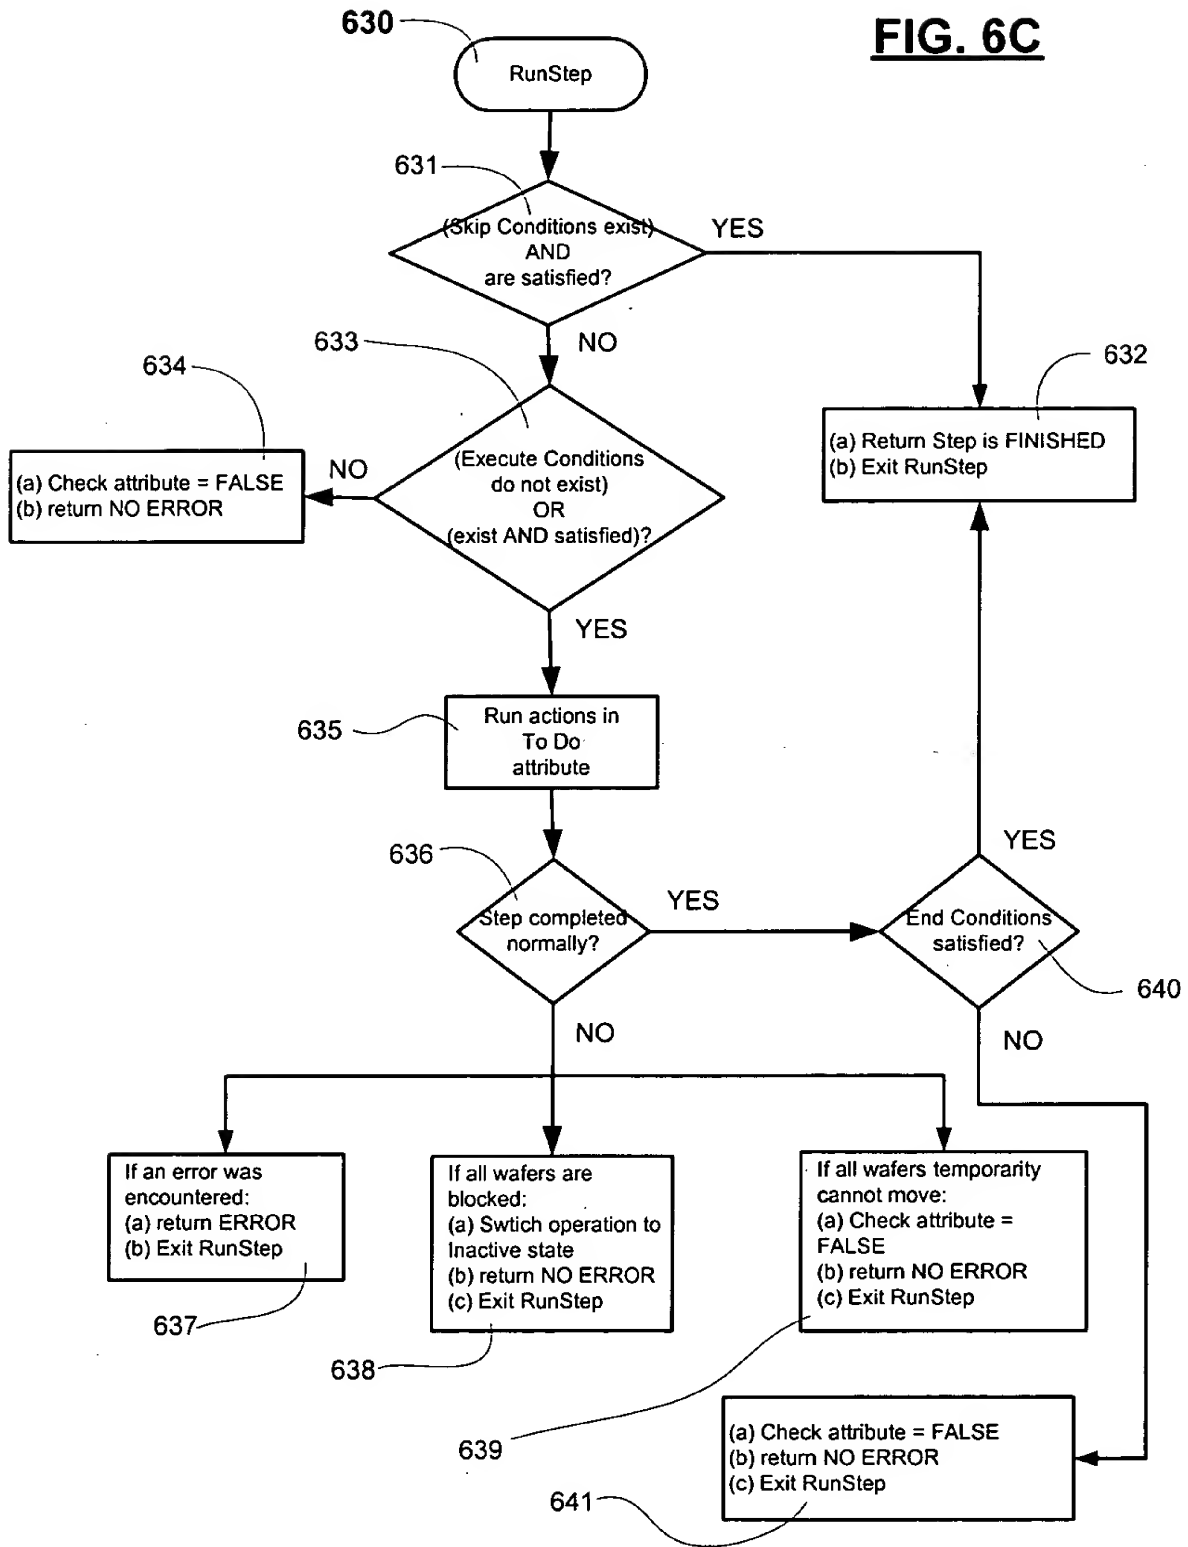 630
FIG. 6C
RunStep
631
(Skip Conditions exist)
AND
are satisfied?
YES
NO
633
634
632
(a) Return Step is FINISHED
(b) Exit RunStep
(Execute Conditions
do not exist)
OR
(exist AND satisfied)?
NO
(a) Check attribute = FALSE
(b) return NO ERROR
YES
635
Run actions in
To Do
attribute
636
Step completed
normally?
YES
YES
End Conditions
satisfied?
640
NO
NO
If an error was
encountered:
(a) return ERROR
(b) Exit RunStep
637
If all wafers are
blocked:
(a) Swtich operation to
Inactive state
(b) return NO ERROR
(c) Exit RunStep
638
If all wafers temporarity
cannot move:
(a) Check attribute =
FALSE
(b) return NO ERROR
(c) Exit RunStep
639
(a) Check attribute = FALSE
(b) return NO ERROR
(c) Exit RunStep
641